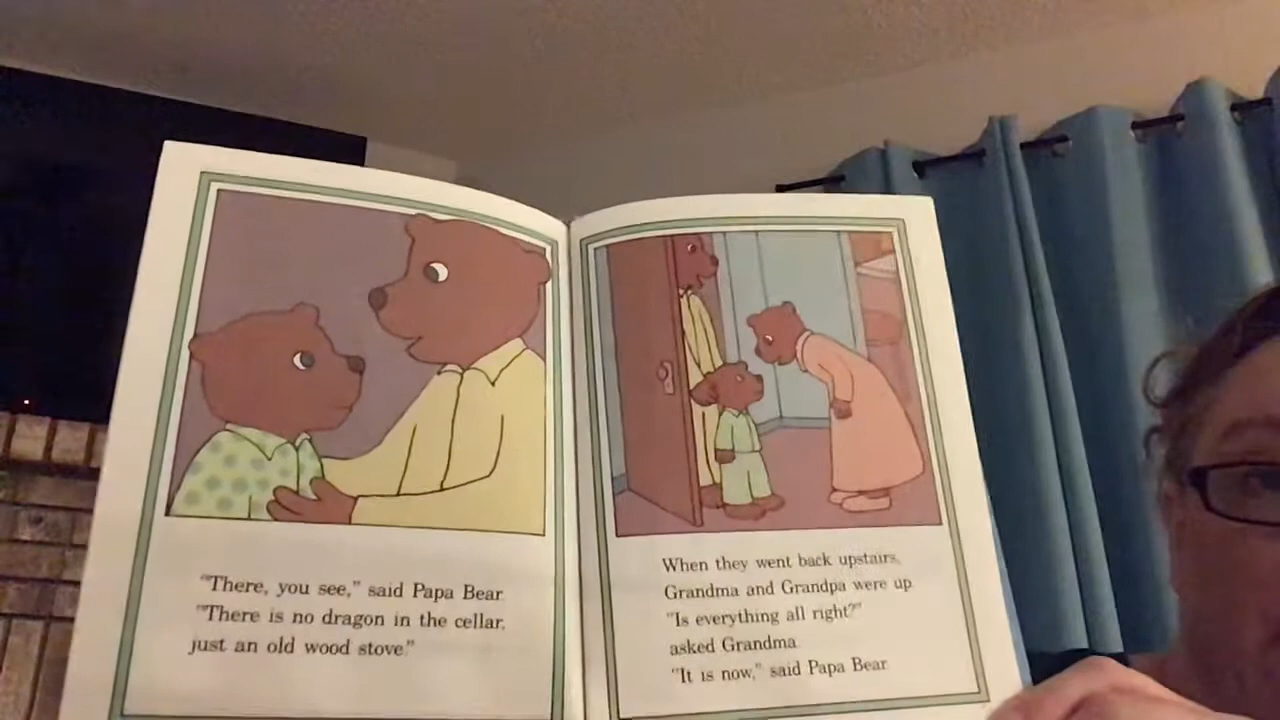 "There, you see," said Papa Bear.
"There is no dragon in the cellar,
just an old wood stove."
When they went back upstairs,
Grandma and Grandpa were up.
"Is everything all right?"
asked Grandma.
"It is now," said Papa Bear.